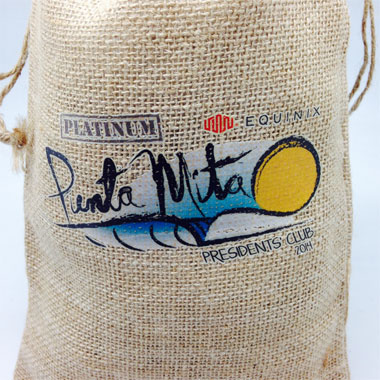 PLATINUM
EQUINIX
Punta Mita
PRESIDENTS' CLUB
2014